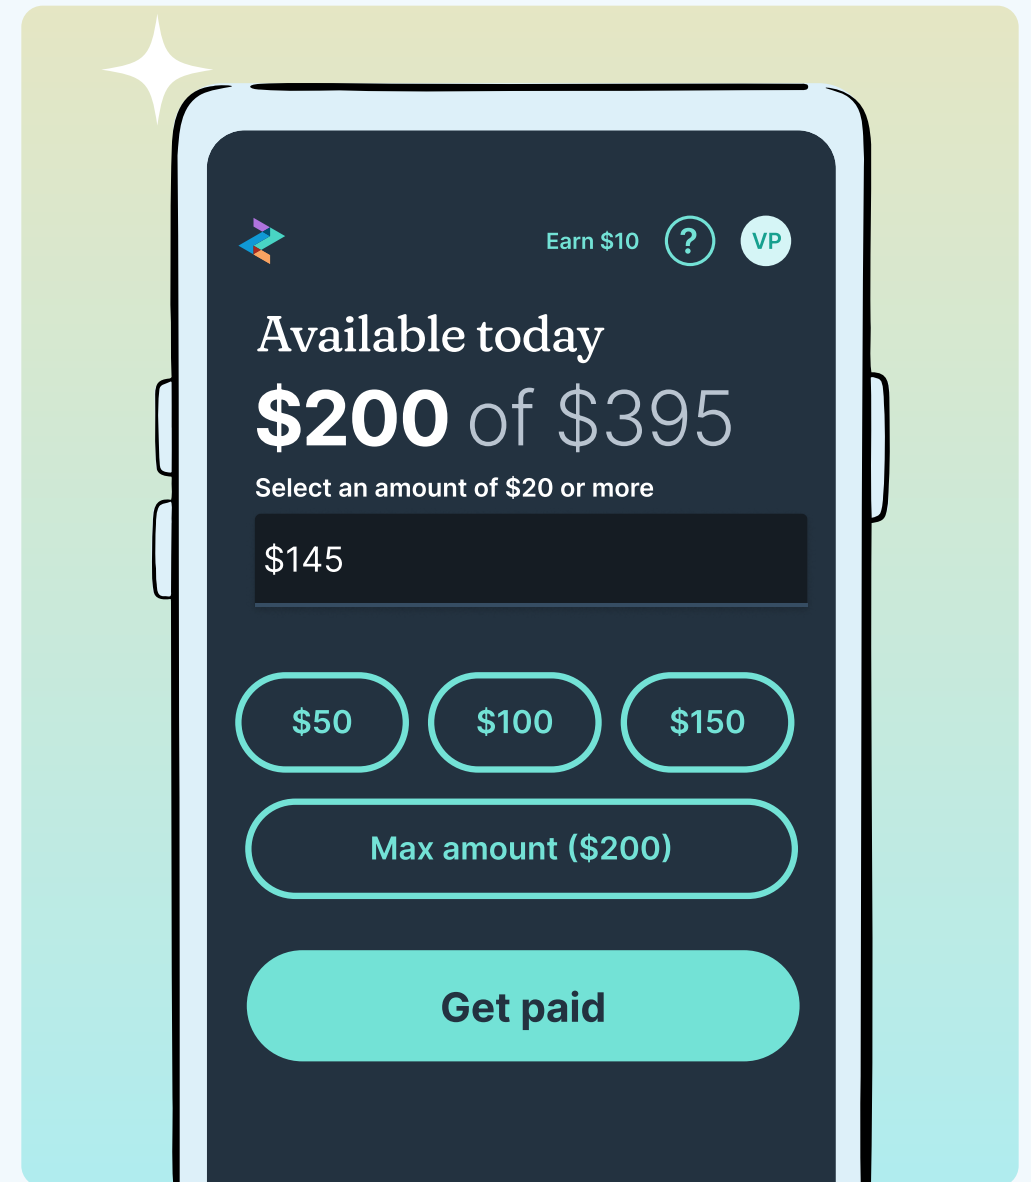 Earn $10 ? VP
Available today
$200 of $395
Select an amount of $20 or more
$145
$50 $100 $150
Max amount ($200)
Get paid